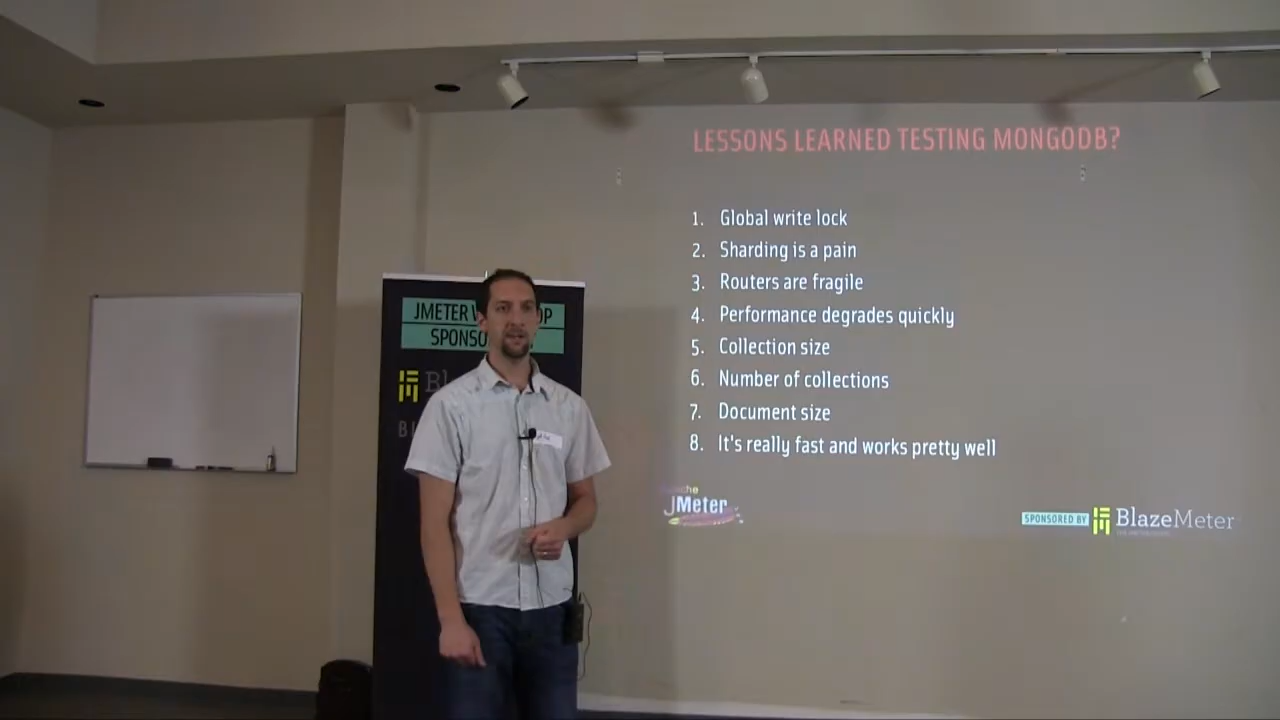 LESSONS LEARNED TESTING MONGODB?
1. Global write lock
2. Sharding is a pain
3. Routers are fragile
4. Performance degrades quickly
5. Collection size
6. Number of collections
7. Document size
8. It's really fast and works pretty well
JMeter
SPONSORED BY BlazeMeter
JMETER